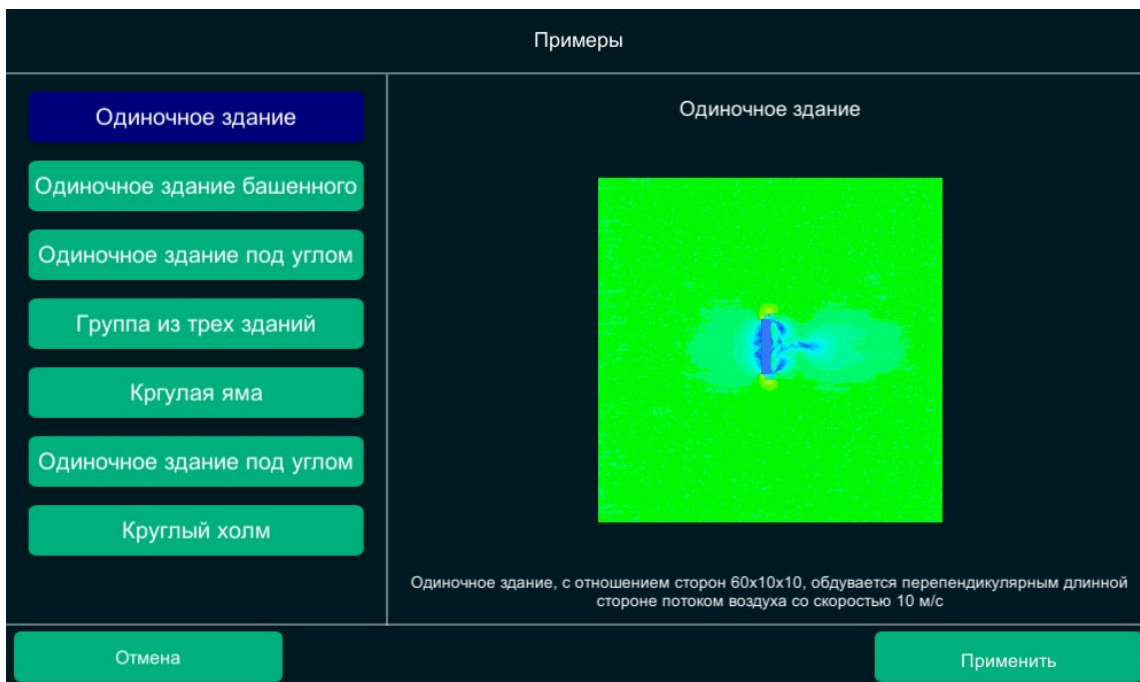 Примеры
Одиночное здание
Одиночное здание башенного
Одиночное здание под углом
Группа из трех зданий
Кргулая яма
Одиночное здание под углом
Круглый холм
Одиночное здание
Одиночное здание, с отношением сторон 60x10x10, обдувается перепендикулярным длинной
стороне потоком воздуха со скоростью 10 м/с
Отмена
Применить